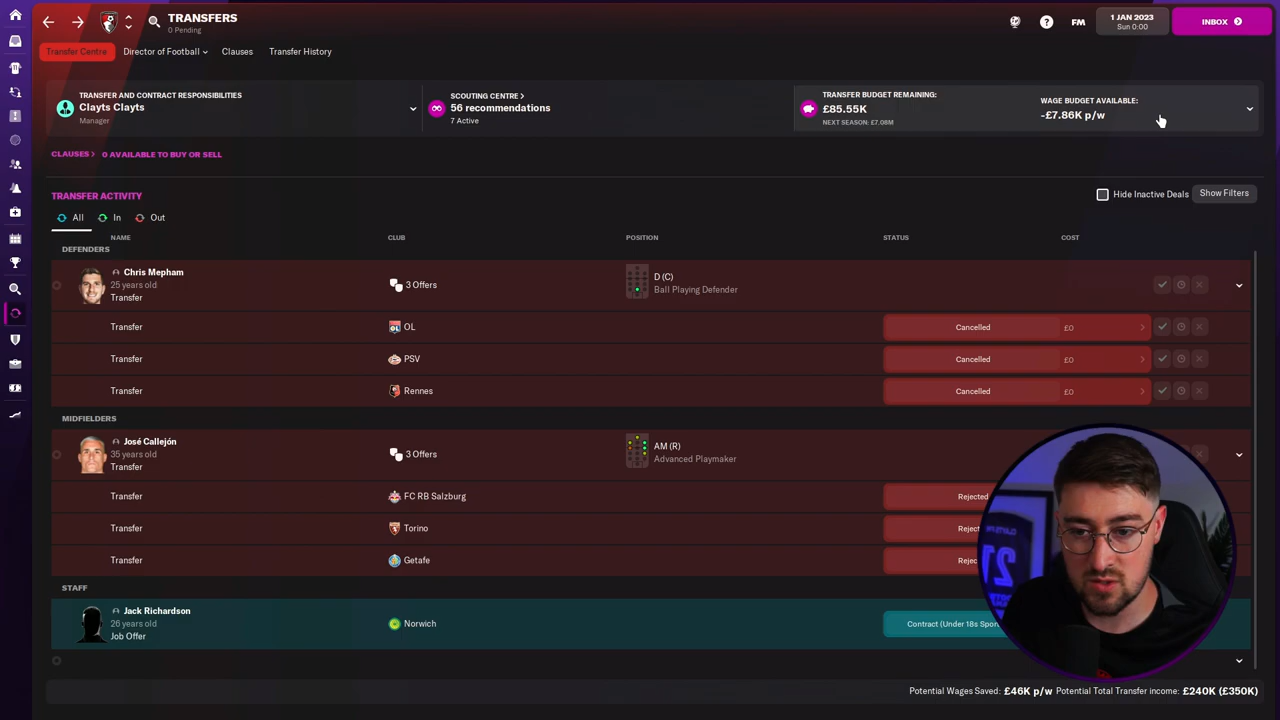 TRANSFERS
0 Pending
FM
1 JAN 2023
Sun 0:00
INBOX
Transfer Centre
Director of Football
Clauses
Transfer History
TRANSFER AND CONTRACT RESPONSIBILITIES
Clayts Clayts
Manager
SCOUTING CENTRE >
56 recommendations
7 Active
TRANSFER BUDGET REMAINING:
£85.55K
NEXT SEASON: £7.08M
WAGE BUDGET AVAILABLE:
-£7.86K p/w
CLAUSES > 0 AVAILABLE TO BUY OR SELL
TRANSFER ACTIVITY
Hide Inactive Deals
Show Filters
All In Out
NAME CLUB POSITION STATUS COST
DEFENDERS
Chris Mepham
25 years old
Transfer
3 Offers
D (C)
Ball Playing Defender
Transfer OL Cancelled £0
Transfer PSV Cancelled £0
Transfer Rennes Cancelled £0
MIDFIELDERS
José Callejón
35 years old
Transfer
3 Offers
AM (R)
Advanced Playmaker
Transfer FC RB Salzburg Rejected
Transfer Torino
Transfer Getafe
STAFF
Jack Richardson
26 years old
Job Offer
Norwich
Contract (Under 18s
Potential Wages Saved: £46K p/w Potential Total Transfer income: £240K (£350K)